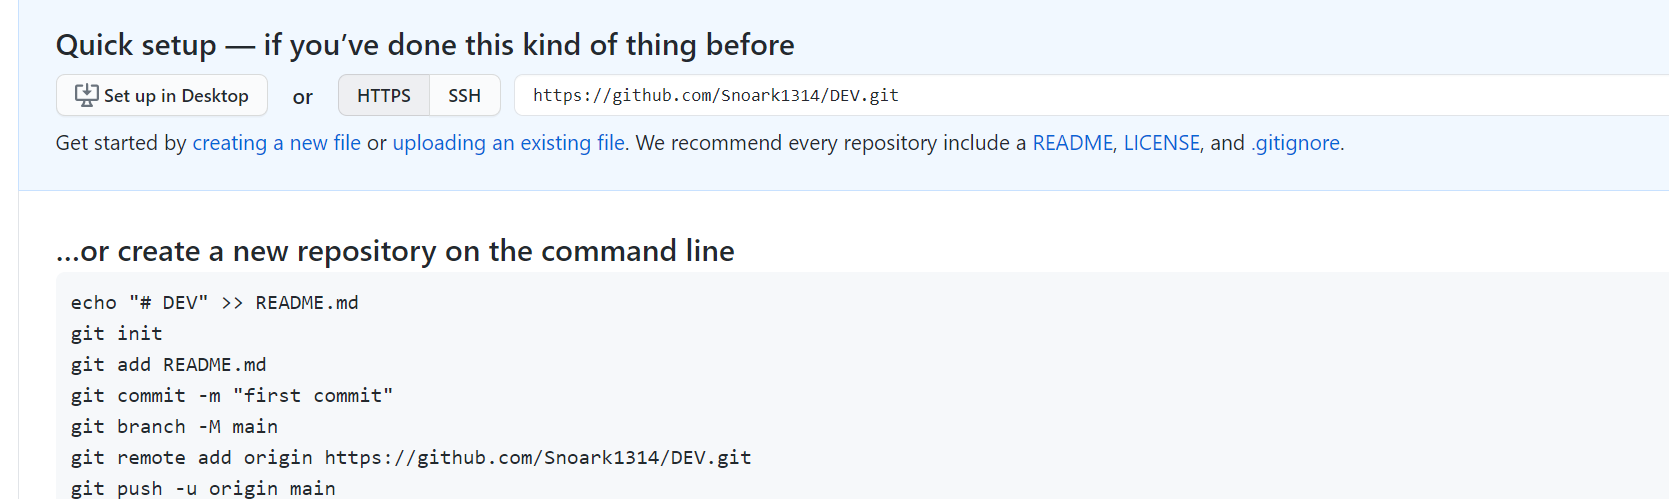 Quick setup — if you’ve done this kind of thing before
Set up in Desktop or HTTPS SSH https://github.com/Snoark1314/DEV.git
Get started by creating a new file or uploading an existing file. We recommend every repository include a README, LICENSE, and .gitignore.
…or create a new repository on the command line
echo "# DEV" >> README.md
git init
git add README.md
git commit -m "first commit"
git branch -M main
git remote add origin https://github.com/Snoark1314/DEV.git
git push -u origin main